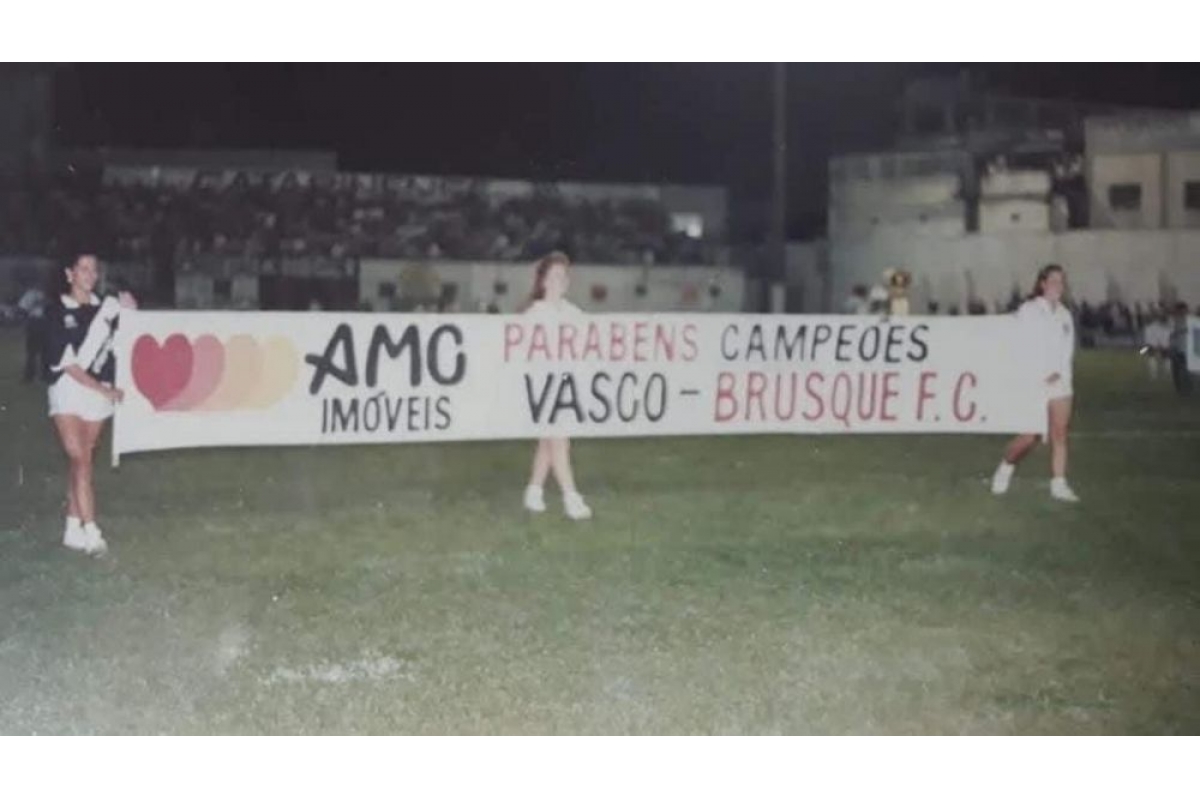 AMC
IMÓVEIS
PARABENS CAMPEÕES
VASCO - BRUSQUE F.C.